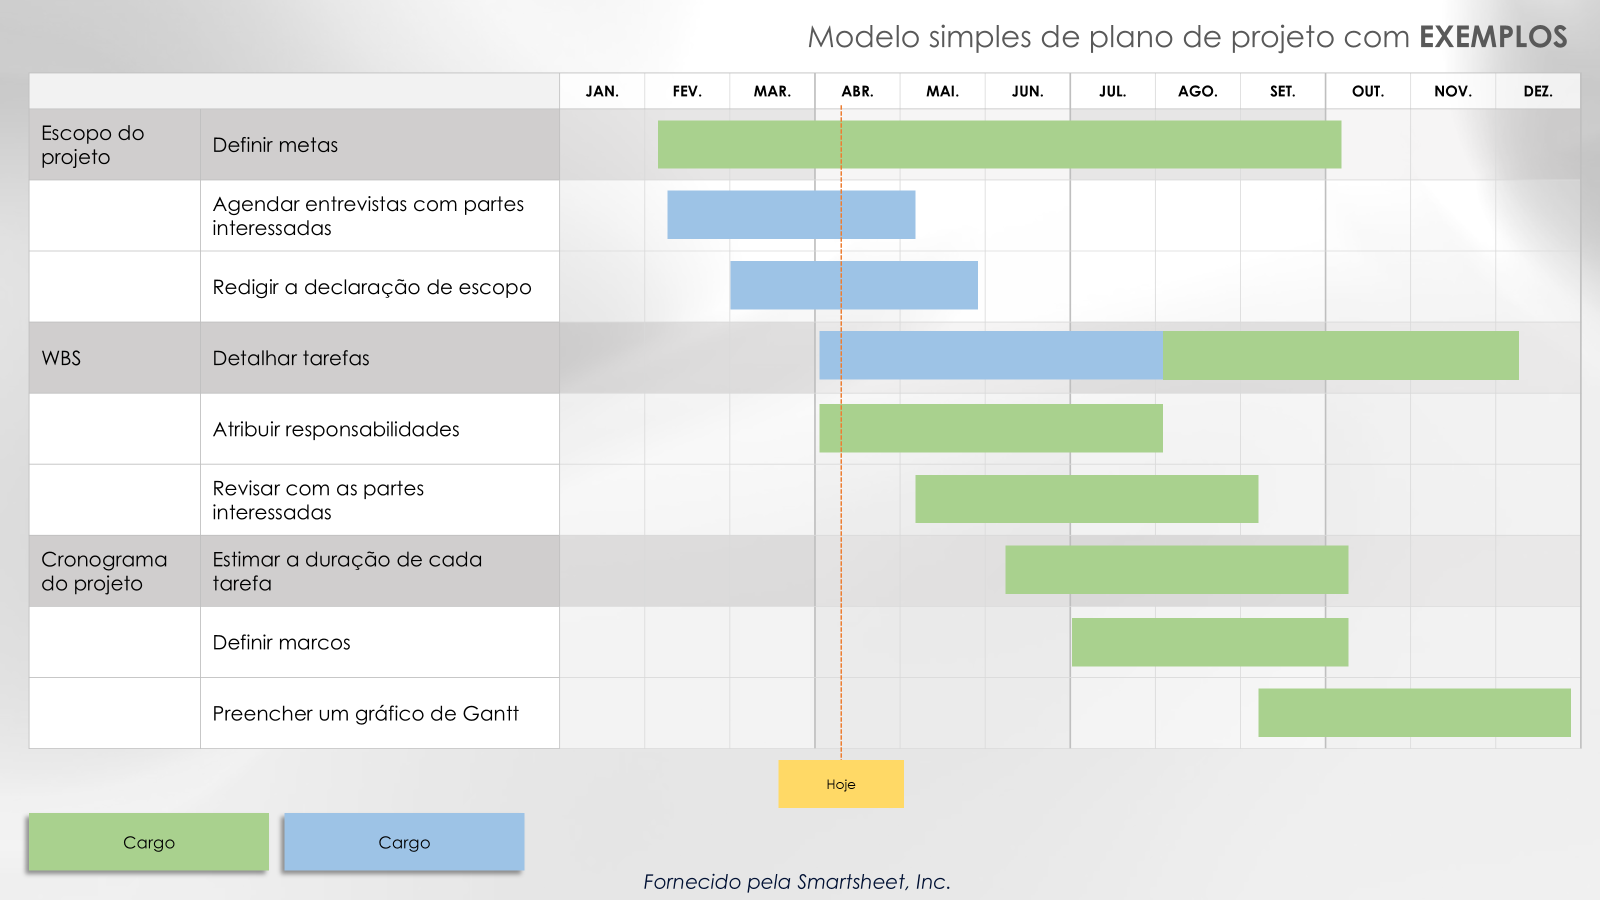 Modelo simples de plano de projeto com EXEMPLOS
JAN. FEV. MAR. ABR. MAI. JUN. JUL. AGO. SET. OUT. NOV. DEZ.
Escopo do
projeto
Definir metas
Agendar entrevistas com partes
interessadas
Redigir a declaração de escopo
WBS
Detalhar tarefas
Atribuir responsabilidades
Revisar com as partes
interessadas
Cronograma
do projeto
Estimar a duração de cada
tarefa
Definir marcos
Preencher um gráfico de Gantt
Hoje
Cargo
Cargo
Fornecido pela Smartsheet, Inc.